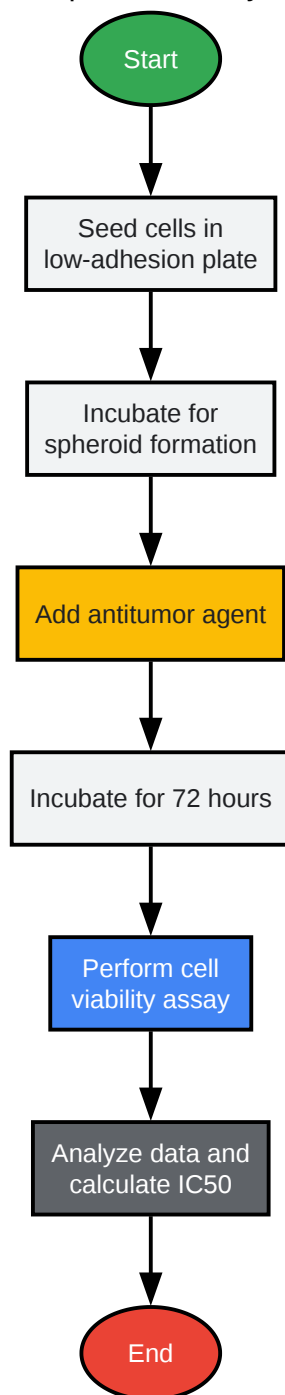 Start
Seed cells in
low-adhesion plate
Incubate for
spheroid formation
Add antitumor agent
Incubate for 72 hours
Perform cell
viability assay
Analyze data and
calculate IC50
End